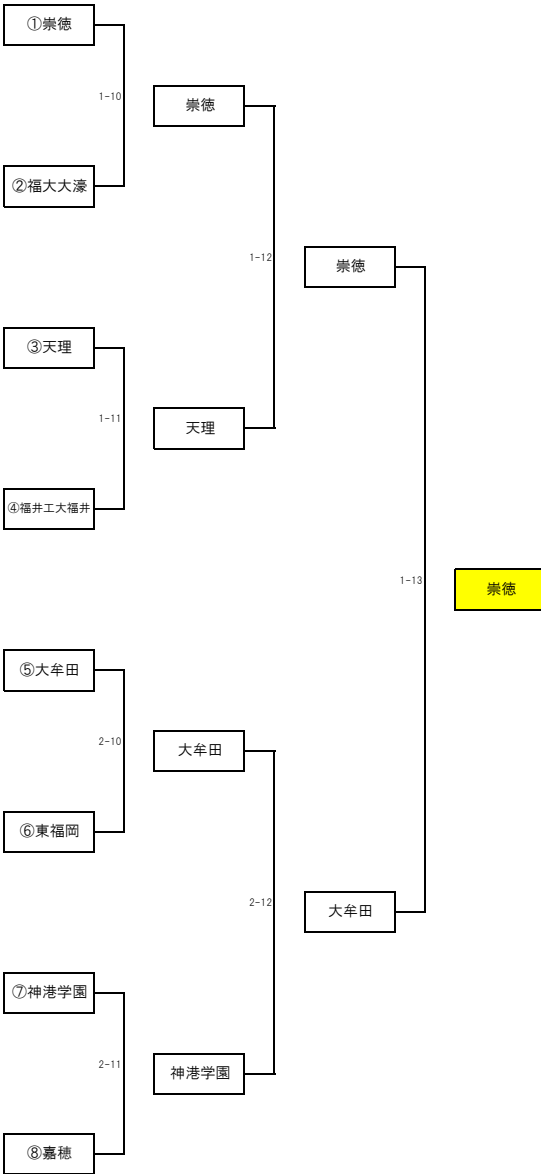 ①崇徳
1-10
崇徳
②福大大濠
1-12
崇徳
③天理
1-11
天理
④福井工大福井
1-13
崇徳
⑤大牟田
2-10
大牟田
⑥東福岡
2-12
大牟田
⑦神港学園
2-11
神港学園
⑧嘉穂